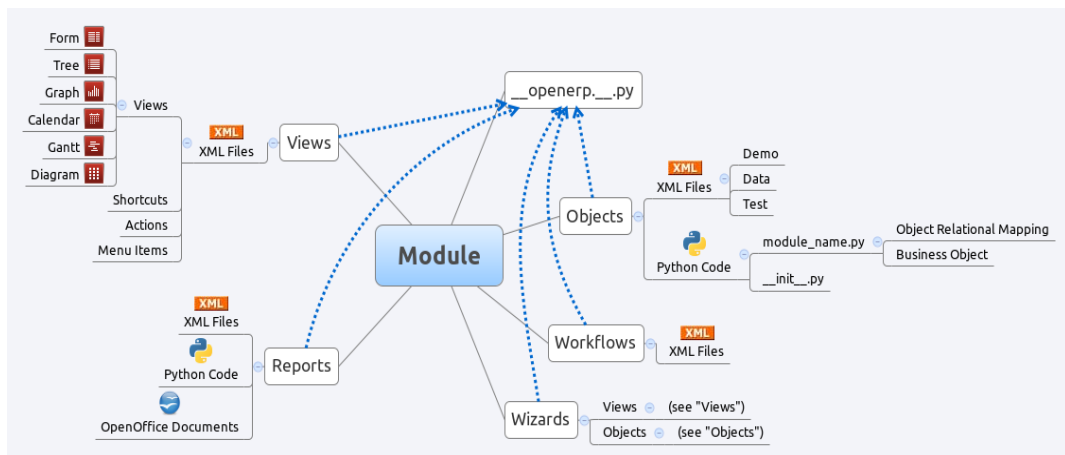 Form
Tree
Graph
Calendar
Gantt
Diagram
Views
XML
XML Files
Shortcuts
Actions
Menu Items
Views
__openerp.__.py
Module
Objects
XML
XML Files
Demo
Data
Test
Python Code
module_name.py
Object Relational Mapping
Business Object
__init__.py
Workflows
XML
XML Files
Wizards
Views
(see "Views")
Objects
(see "Objects")
Reports
XML
XML Files
Python Code
OpenOffice Documents